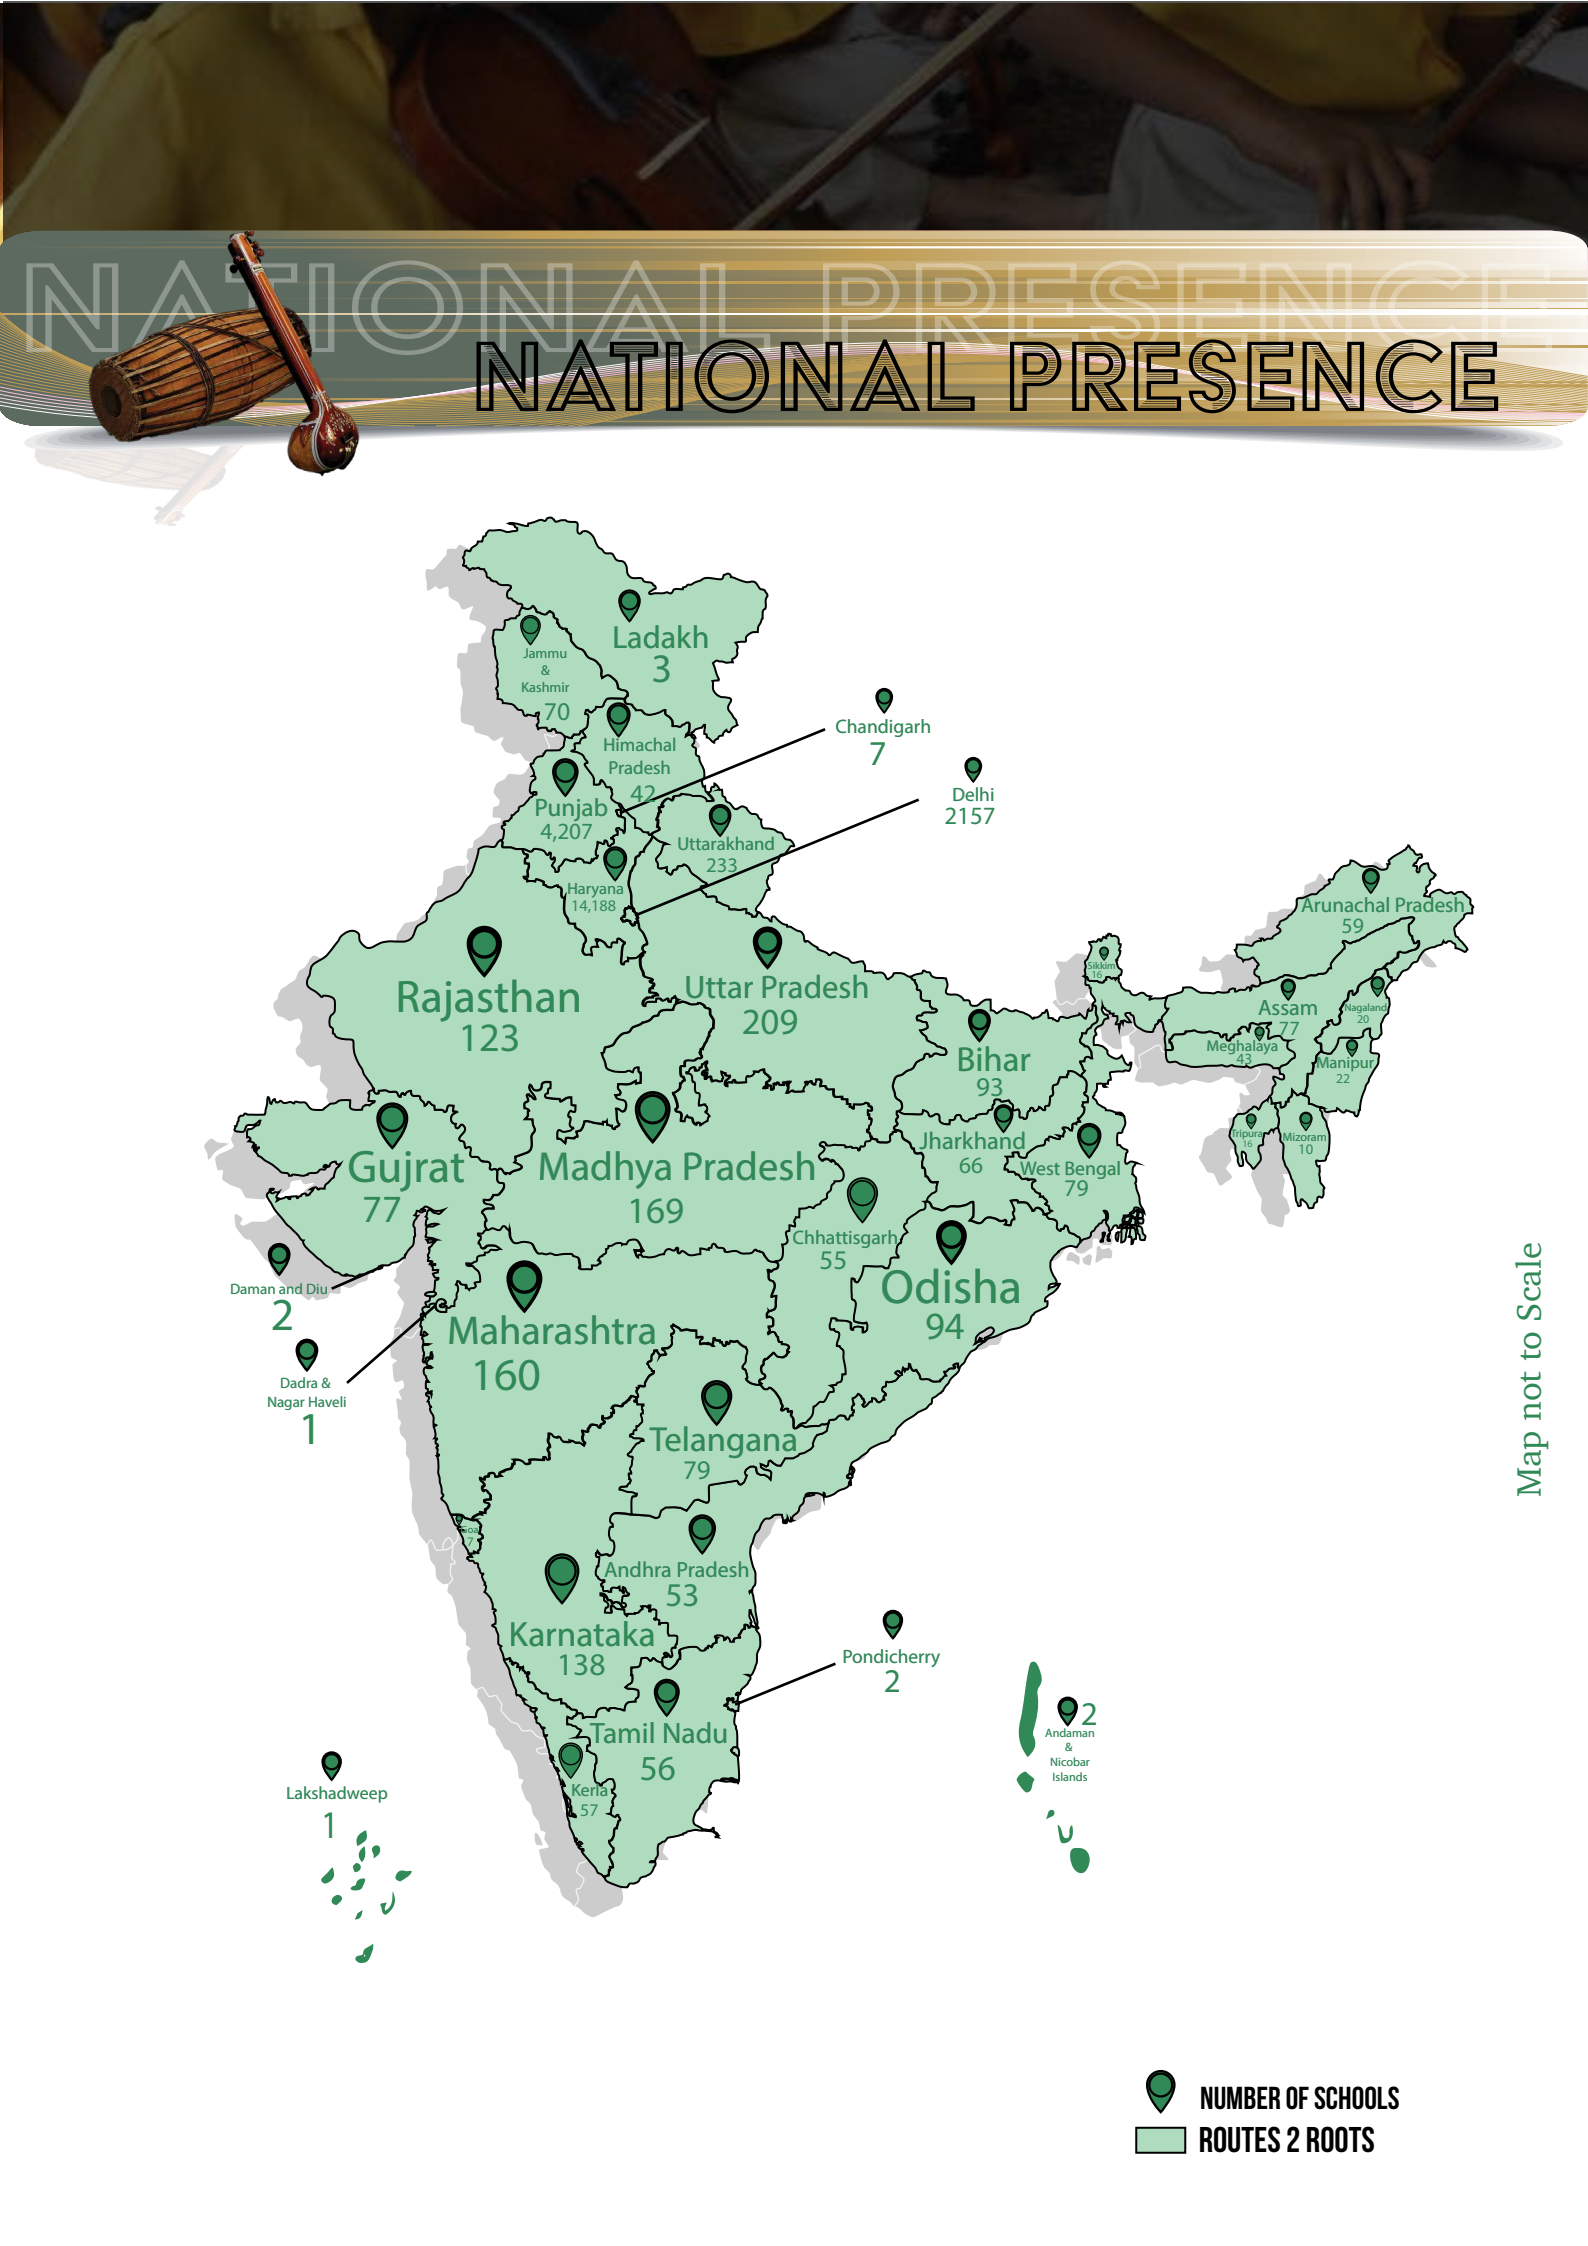 NATIONAL PRESENCE
NATIONAL PRESENCE
Ladakh
3
Jammu
&
Kashmir
70
Himachal
Pradesh
42
Chandigarh
7
Punjab
4,207
Delhi
2157
Uttarakhand
233
Haryana
14,188
Arunachal Pradesh
59
Rajasthan
123
Uttar Pradesh
209
Sikkim
16
Assam
77
Nagaland
20
Bihar
93
Meghalaya
43
Manipur
22
Gujrat
77
Madhya Pradesh
169
Jharkhand
66
West Bengal
79
Tripura
16
Mizoram
10
Chhattisgarh
55
Odisha
94
Daman and Diu
2
Maharashtra
160
Dadra &
Nagar Haveli
1
Map not to Scale
Telangana
79
Goa
7
Andhra Pradesh
53
Karnataka
138
Pondicherry
2
Tamil Nadu
56
2
Andaman
&
Nicobar
Islands
Kerla
57
Lakshadweep
1
NUMBER OF SCHOOLS
ROUTES 2 ROOTS